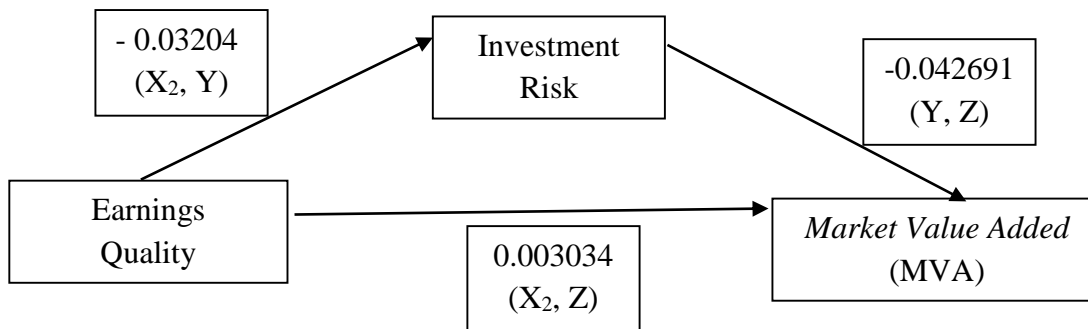 - 0.03204
(X₂, Y)
Investment
Risk
-0.042691
(Y, Z)
Earnings
Quality
0.003034
(X₂, Z)
Market Value Added
(MVA)